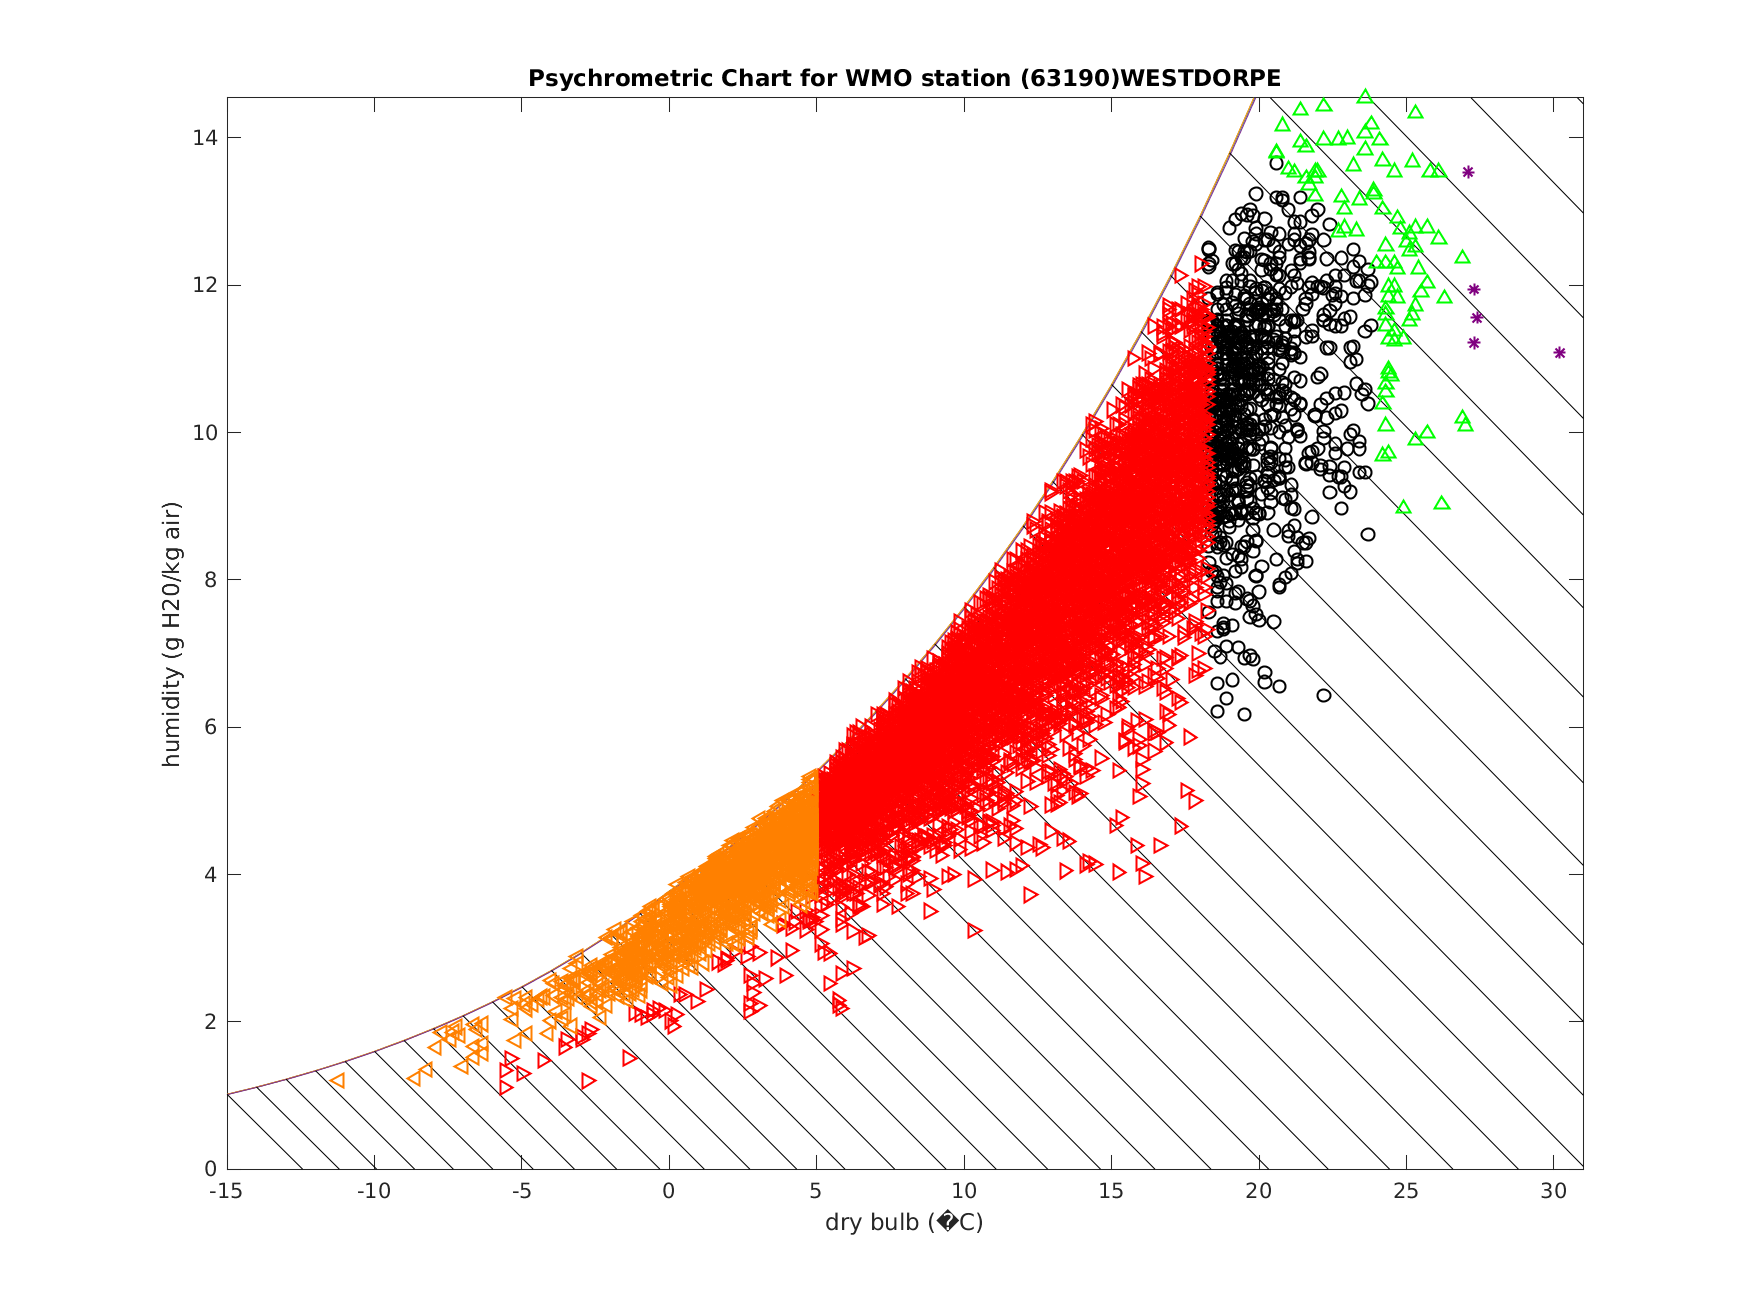 Psychrometric Chart for WMO station (63190)WESTDORPE
humidity (g H20/kg air)
14
12
10
8
6
4
2
0
-15 -10 -5 0 5 10 15 20 25 30
dry bulb (�C)